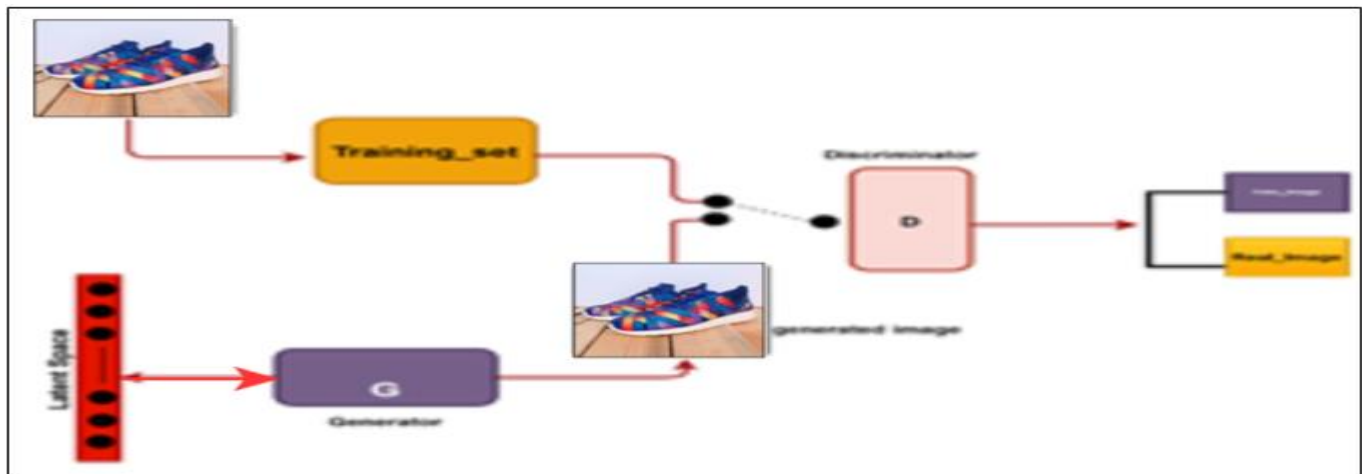 Training_set
Discriminator
D
Real_Image
generated image
Latent Space
G
Generator